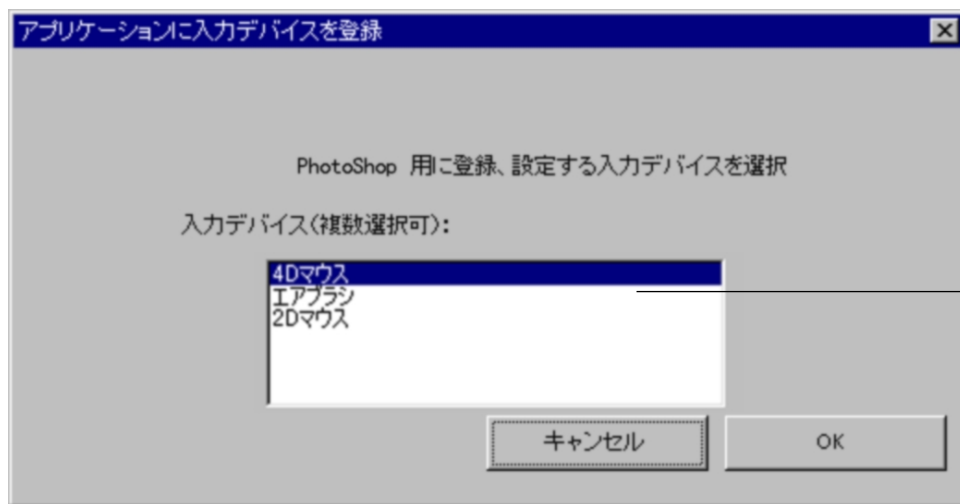 アプリケーションに入力デバイスを登録
PhotoShop 用に登録、設定する入力デバイスを選択
入力デバイス(複数選択可):
4Dマウス
エアブラシ
2Dマウス
キャンセル OK